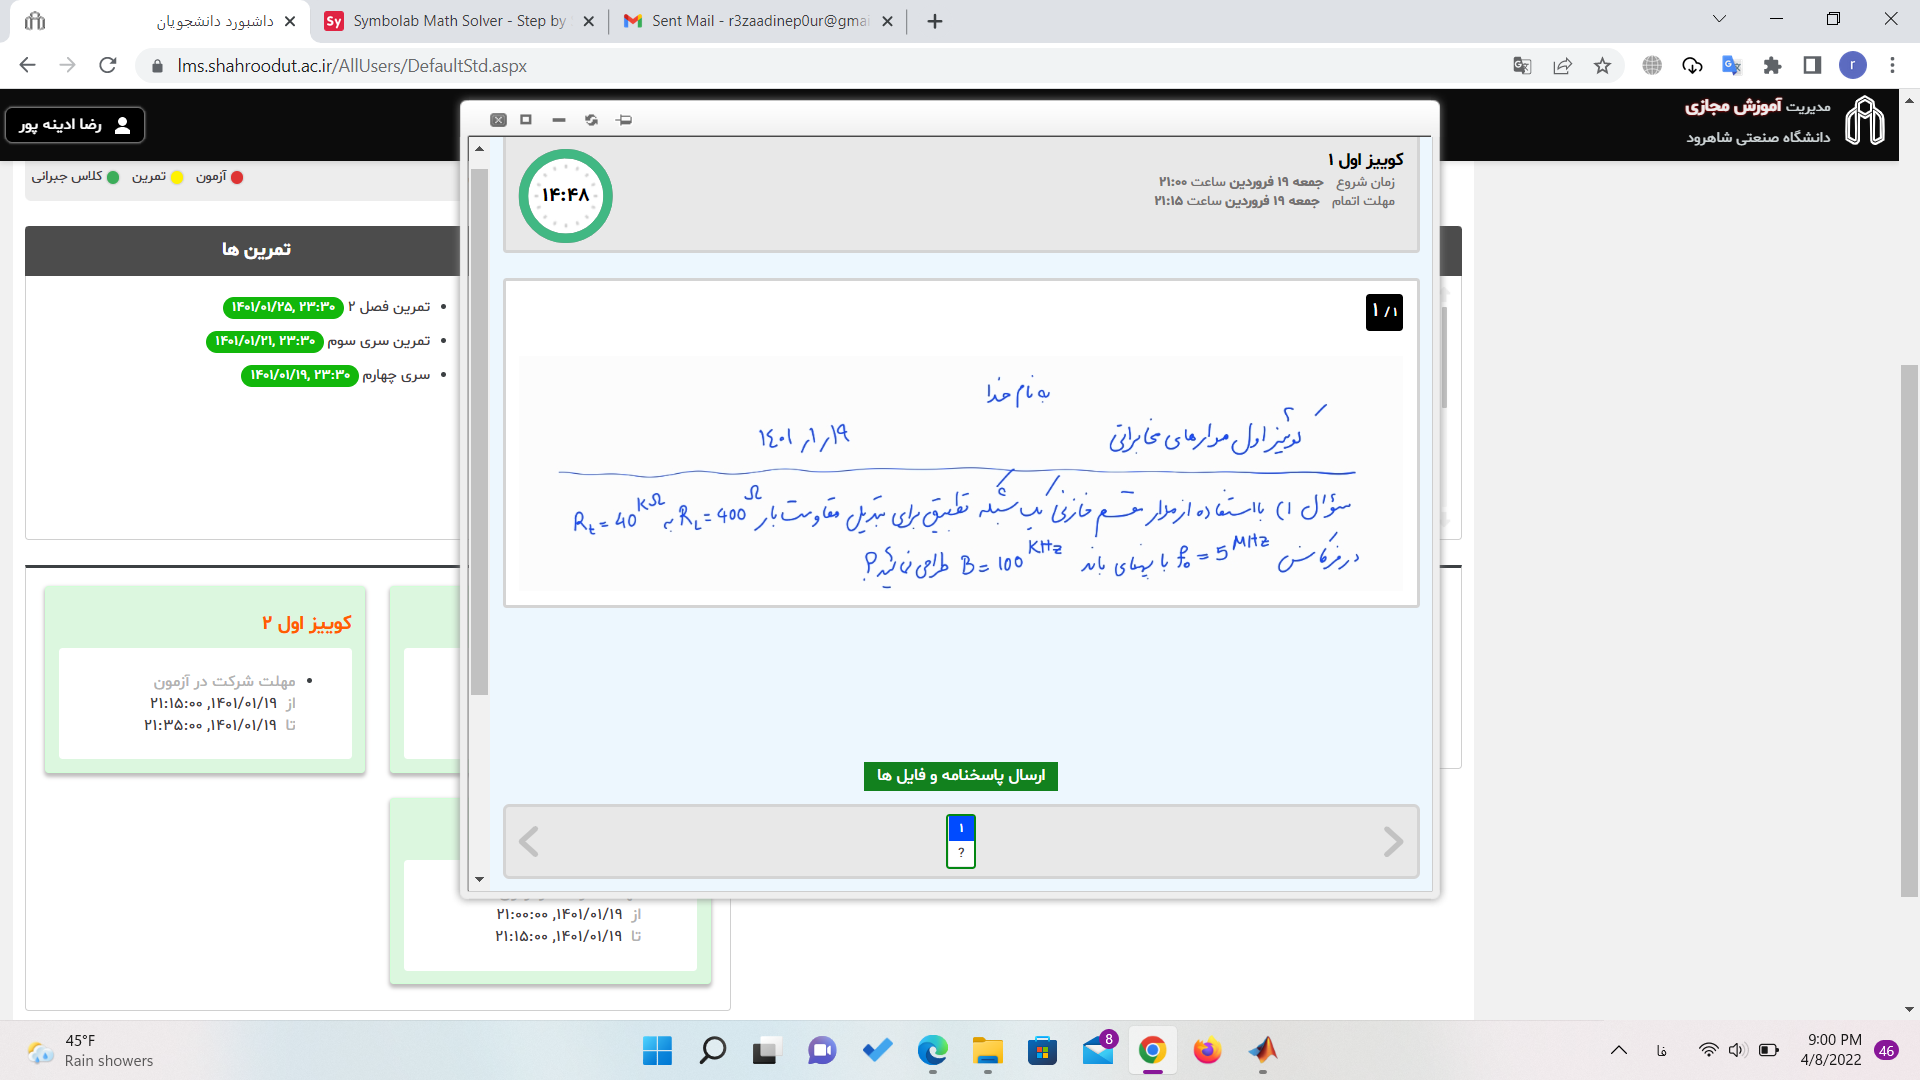 داشبورد دانشجویان
Symbolab Math Solver - Step by
Sent Mail - r3zaadinep0ur@gmai
lms.shahroodut.ac.ir/AllUsers/DefaultStd.aspx
r
رضا ادینه پور
مدیریت آموزش مجازی
دانشگاه صنعتی شاهرود
آزمون تمرین کلاس جبرانی
تمرین ها
تمرین فصل ۲ ۱۴۰۱/۰۱/۲۵, ۲۳:۳۰
تمرین سری سوم ۱۴۰۱/۰۱/۲۱, ۲۳:۳۰
سری چهارم ۱۴۰۱/۰۱/۱۹, ۲۳:۳۰
کوییز اول ۱
زمان شروع جمعه ۱۹ فروردین ساعت ۲۱:۰۰
مهلت اتمام جمعه ۱۹ فروردین ساعت ۲۱:۱۵
۱۴:۴۸
۱ / ۱
به نام خدا
کوئیز اول مدارهای مخابراتی ۱۴۰۱٫۱٫۱۹
سؤال ۱) با استفاده از مدار مقسم خازنی یک شبکه تطبیق برای تبدیل مقاومت بار RL = 400 Ω به Rt = 40 KΩ
در فرکانس f₀ = 5 MHz با پهنای باند B = 100 KHz طراحی نمائید؟
ارسال پاسخنامه و فایل ها
۱
?
کوییز اول ۲
مهلت شرکت در آزمون
از ۱۴۰۱/۰۱/۱۹, ۲۱:۱۵:۰۰
تا ۱۴۰۱/۰۱/۱۹, ۲۱:۳۵:۰۰
از ۱۴۰۱/۰۱/۱۹, ۲۱:۰۰:۰۰
تا ۱۴۰۱/۰۱/۱۹, ۲۱:۱۵:۰۰
45°F
Rain showers
8
فا
9:00 PM
4/8/2022
46